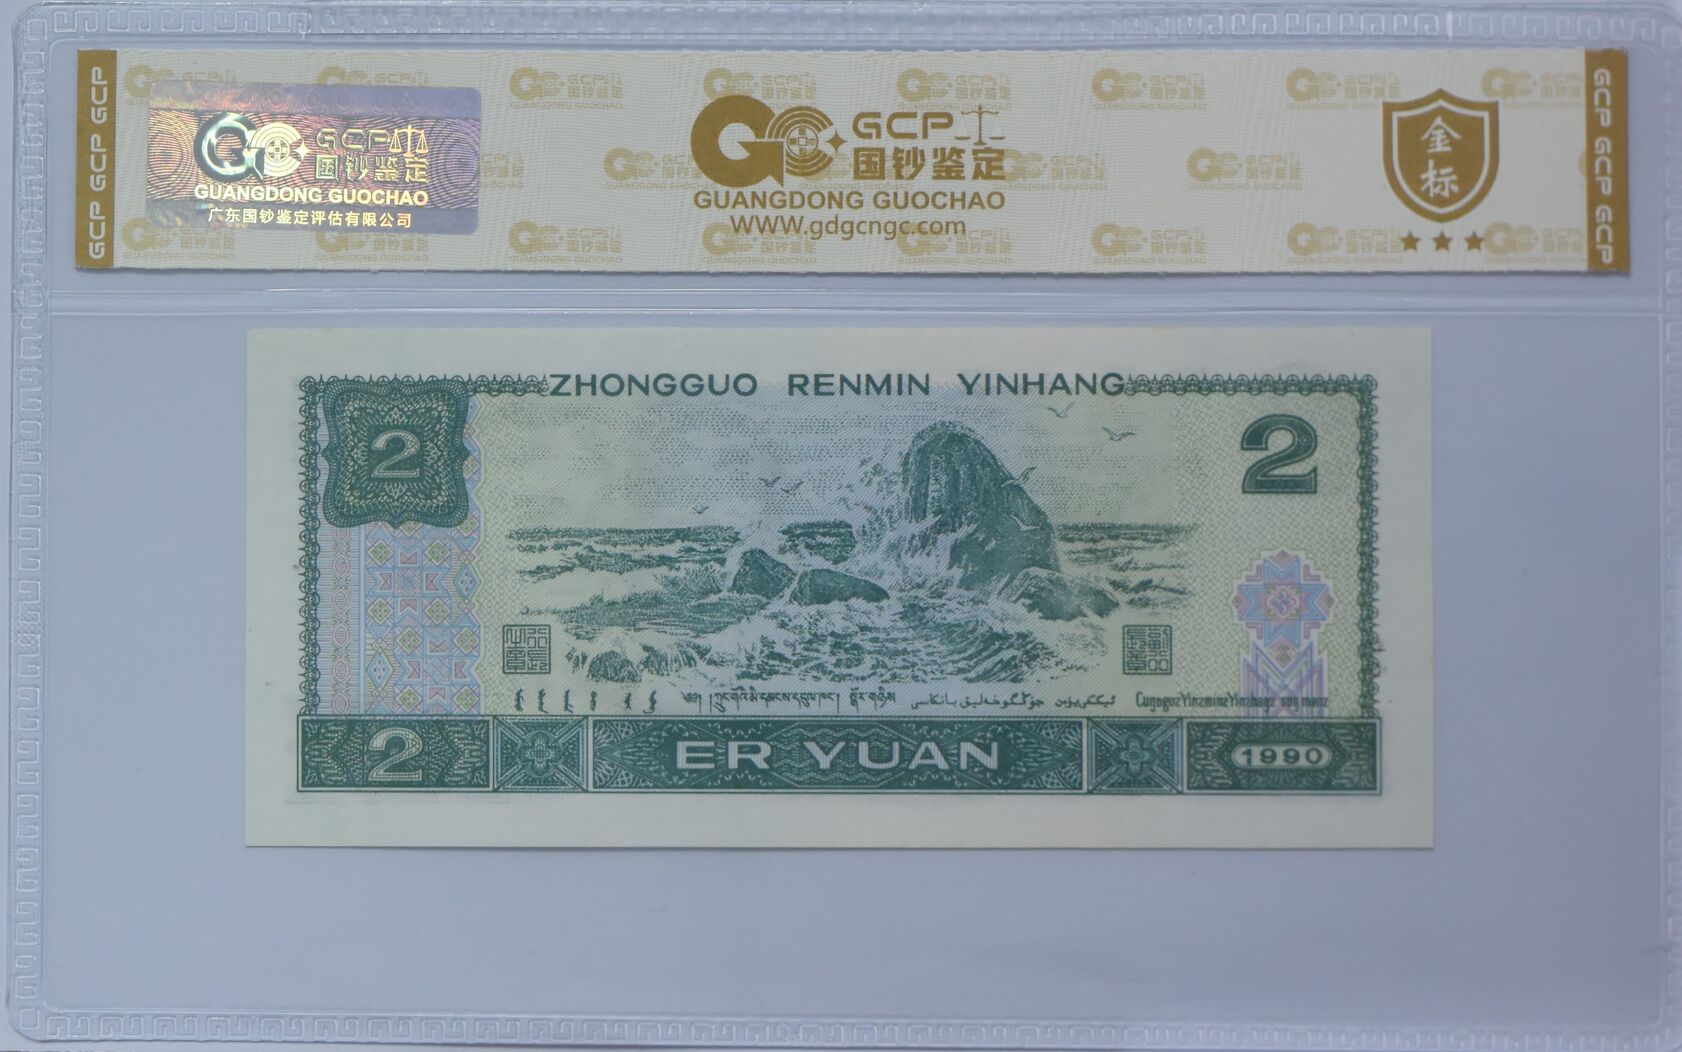 GCP GCP GCP
GCP
国钞鉴定
GUANGDONG GUOCHAO
广东国钞鉴定评估有限公司
GCP
国钞鉴定
GUANGDONG GUOCHAO
WWW.gdgcngc.com
金标
GCP GCP GCP
ZHONGGUO RENMIN YINHANG
2
2
2
ER YUAN
1990